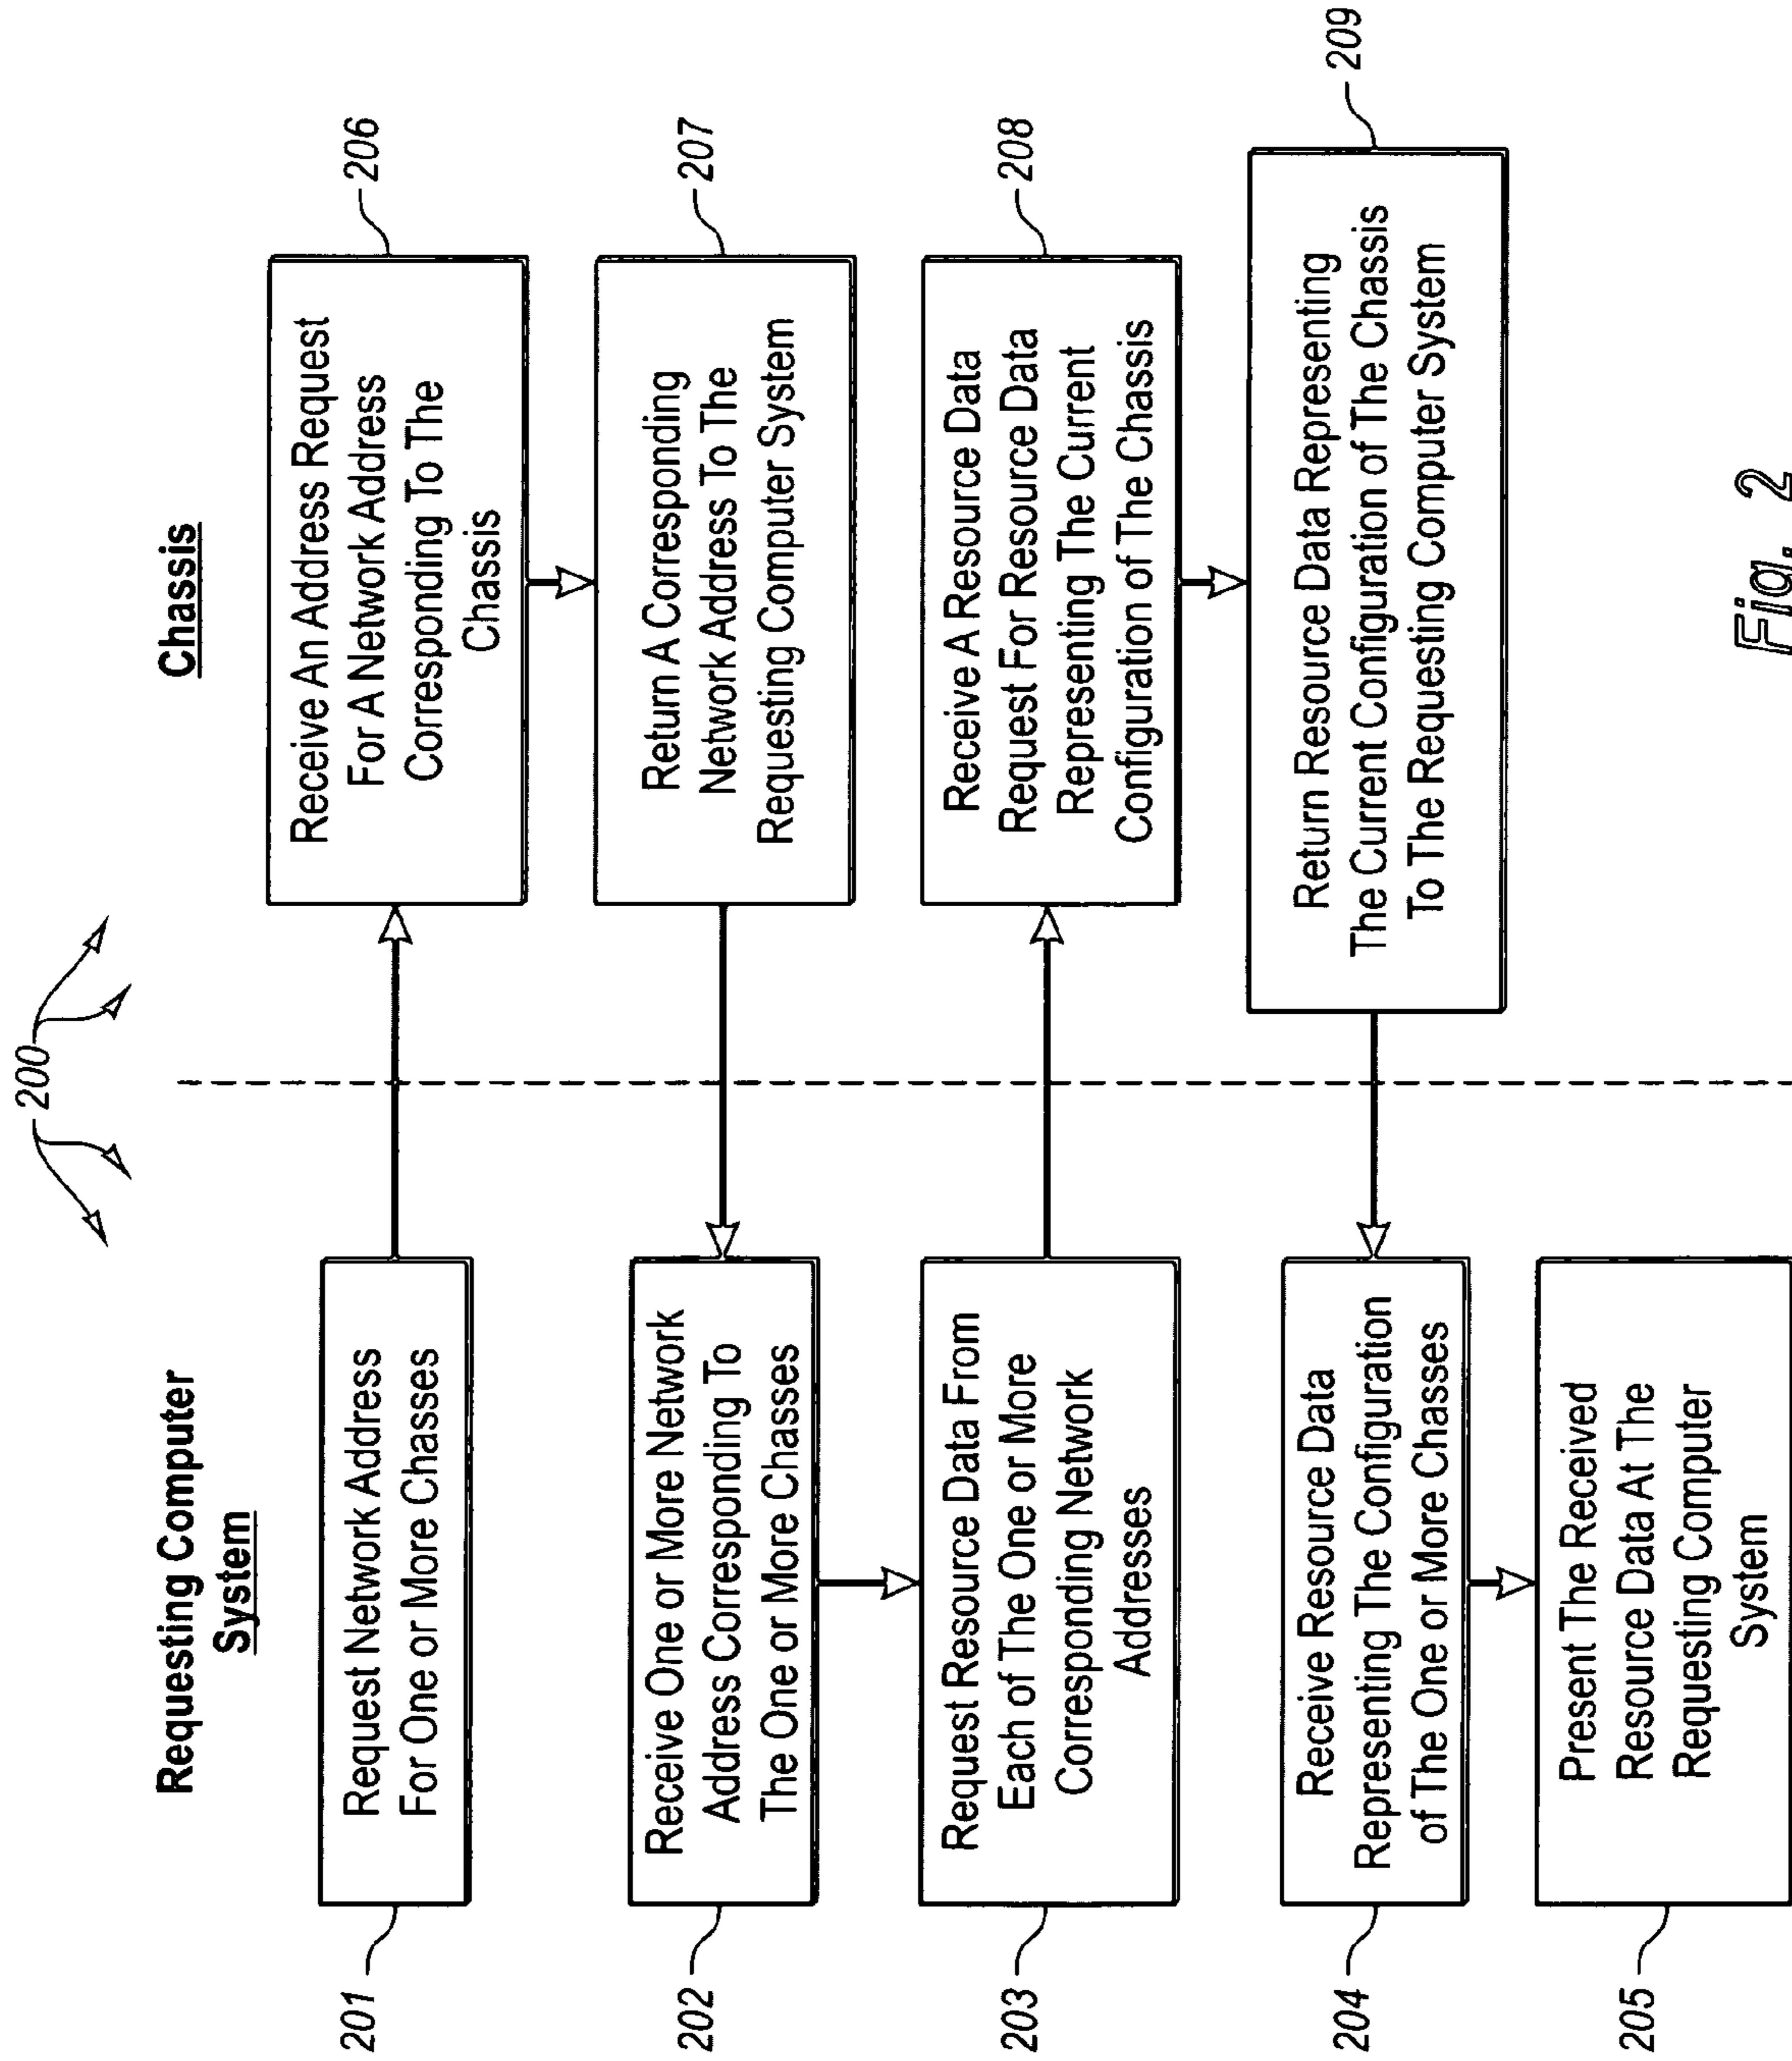 200
Requesting Computer
System
Chassis
201
Request Network Address
For One or More Chasses
Receive An Address Request
For A Network Address
Corresponding To The
Chassis
206
202
Receive One or More Network
Address Corresponding To
The One or More Chasses
Return A Corresponding
Network Address To The
Requesting Computer System
207
203
Request Resource Data From
Each of The One or More
Corresponding Network
Addresses
Receive A Resource Data
Request For Resource Data
Representing The Current
Configuration of The Chassis
208
204
Receive Resource Data
Representing The Configuration
of The One or More Chasses
Return Resource Data Representing
The Current Configuration of The Chassis
To The Requesting Computer System
209
205
Present The Received
Resource Data At The
Requesting Computer
System
Fig. 2